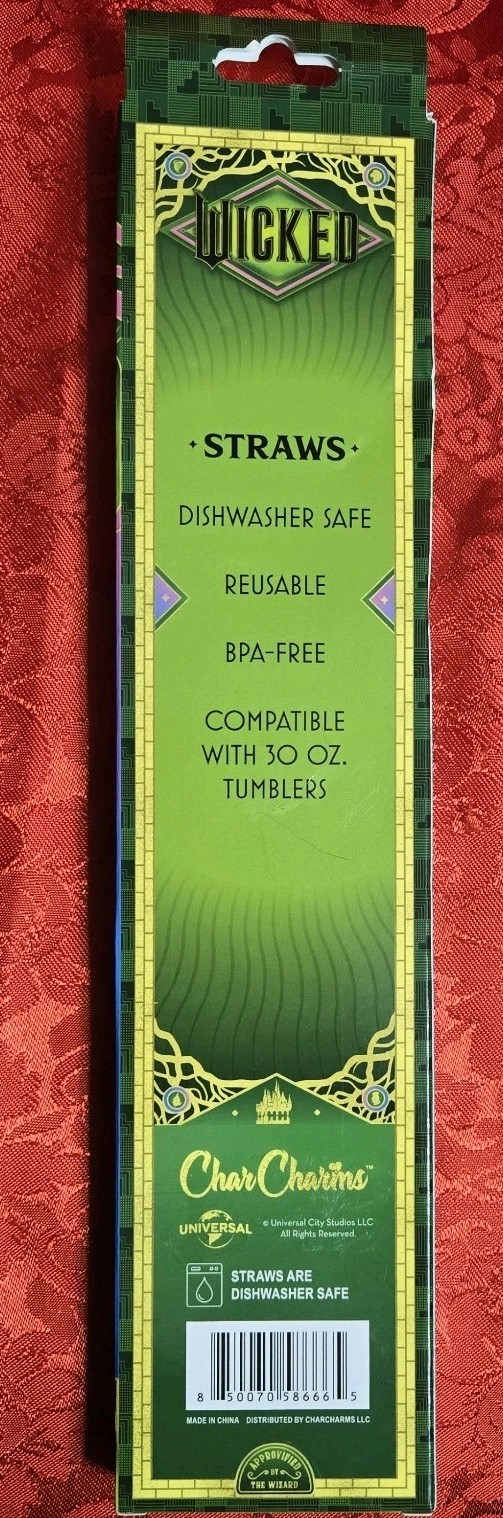 WICKED
STRAWS
DISHWASHER SAFE
REUSABLE
BPA-FREE
COMPATIBLE
WITH 30 OZ.
TUMBLERS
CharCharms™
UNIVERSAL
© Universal City Studios LLC
All Rights Reserved.
STRAWS ARE
DISHWASHER SAFE
8 50070 58666 5
MADE IN CHINA DISTRIBUTED BY CHARCHARMS LLC
APPROVIFIED
BY
THE WIZARD